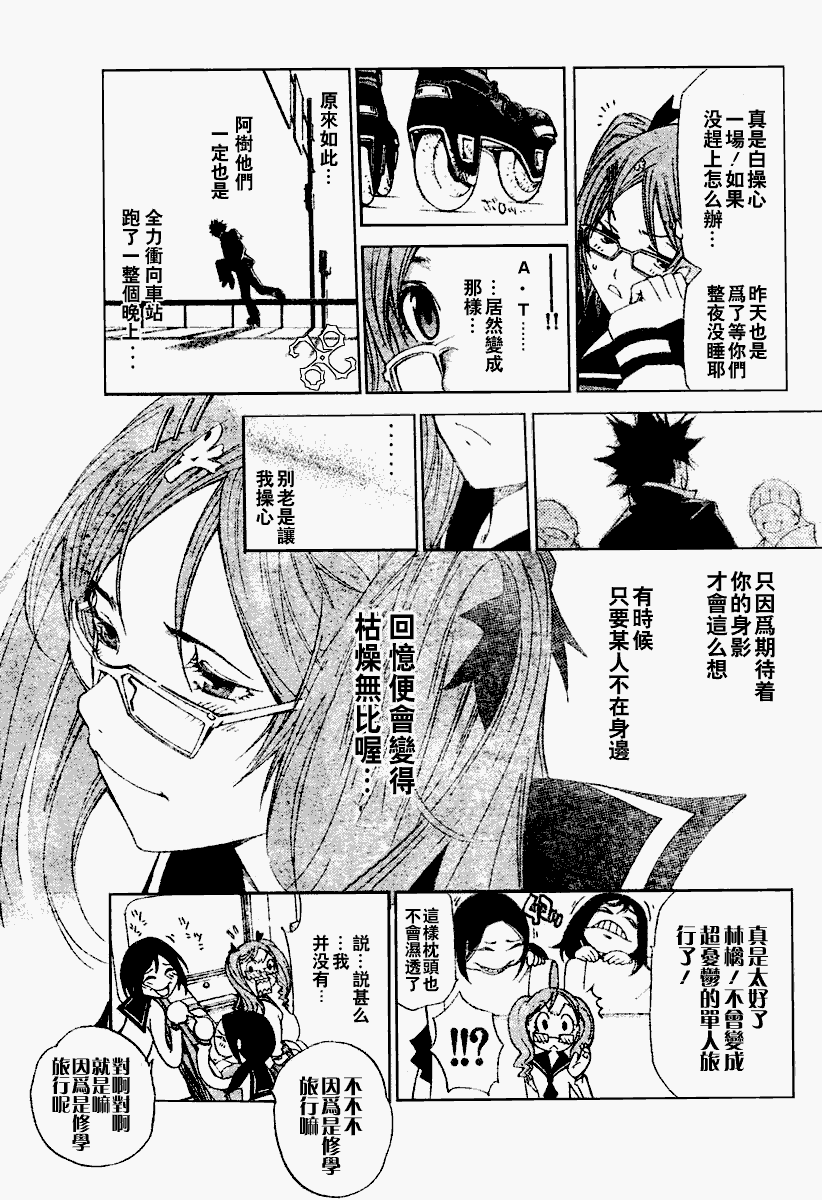 真是白操心
一場！如果
没趕上怎么
辦…
昨天也是
爲了等你們
整夜没睡耶
A・T……
…居然變成
那樣…
!!
原來如此…
阿樹他們
一定也是
全力衝向車站
跑了一整個晚上...
……
别老是讓
我操心
只因爲期待着
你的身影
才會這么想
有時候
只要某人不在身邊
回憶便會變得
枯燥無比喔…
真是太好了
林檎！不會變成
超憂鬱的單人旅
行了！
這樣枕頭也
不會濕透了
!!?
説…説甚么
…我
并没有…
不不不
因爲是修學
旅行嘛
對啊對啊
就是嘛
因爲是修學
旅行呢